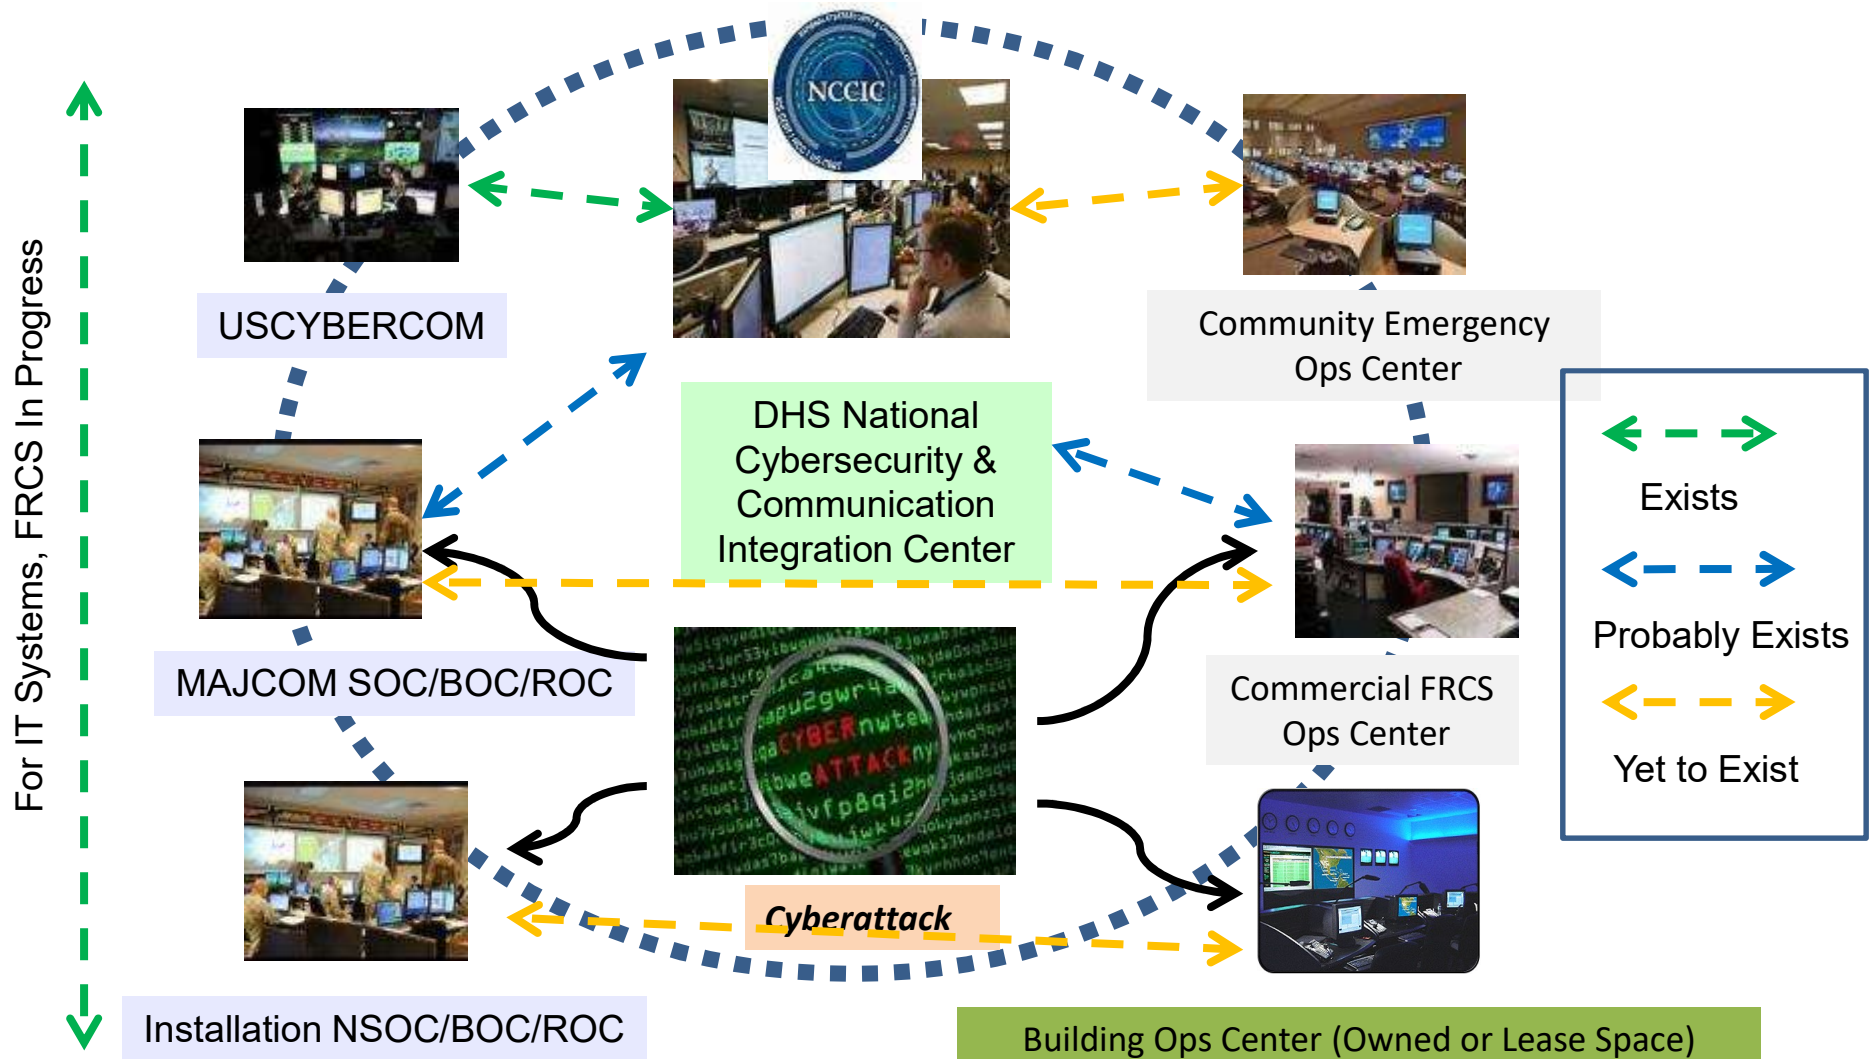 For IT Systems, FRCS In Progress
NCCIC
USCYBERCOM
Community Emergency
Ops Center
DHS National
Cybersecurity &
Communication
Integration Center
Exists
Probably Exists
Yet to Exist
MAJCOM SOC/BOC/ROC
Commercial FRCS
Ops Center
CYBER
ATTACK
Cyberattack
Installation NSOC/BOC/ROC
Building Ops Center (Owned or Lease Space)